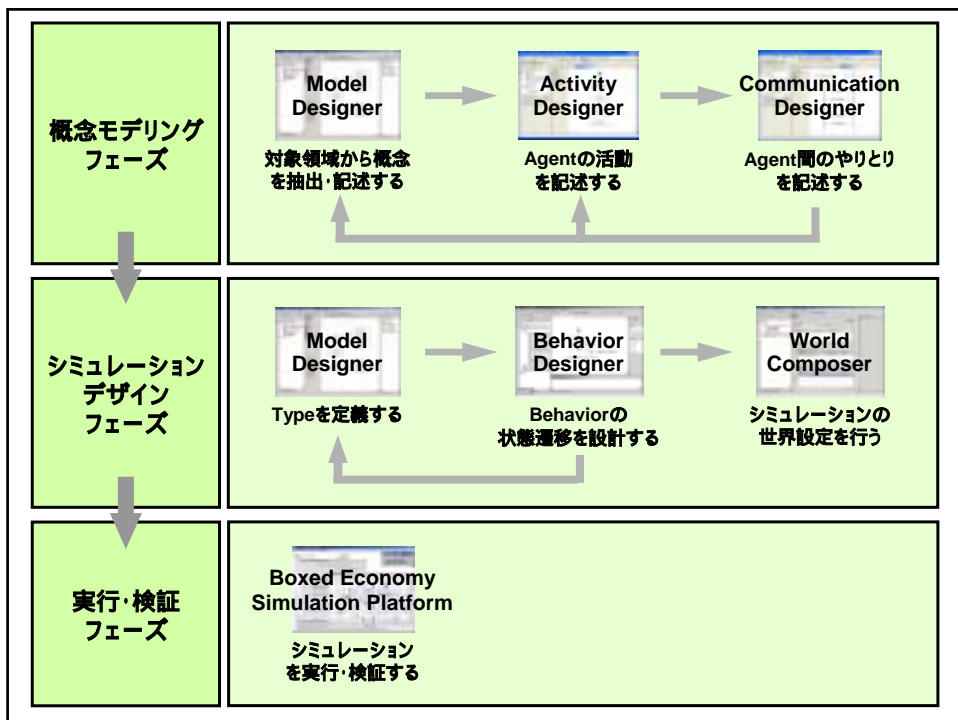 概念モデリング
フェーズ
Model
Designer
対象領域から概念
を抽出・記述する
Activity
Designer
Agentの活動
を記述する
Communication
Designer
Agent間のやりとり
を記述する
シミュレーション
デザイン
フェーズ
Model
Designer
Typeを定義する
Behavior
Designer
Behaviorの
状態遷移を設計する
World
Composer
シミュレーションの
世界設定を行う
実行・検証
フェーズ
Boxed Economy
Simulation Platform
シミュレーション
を実行・検証する